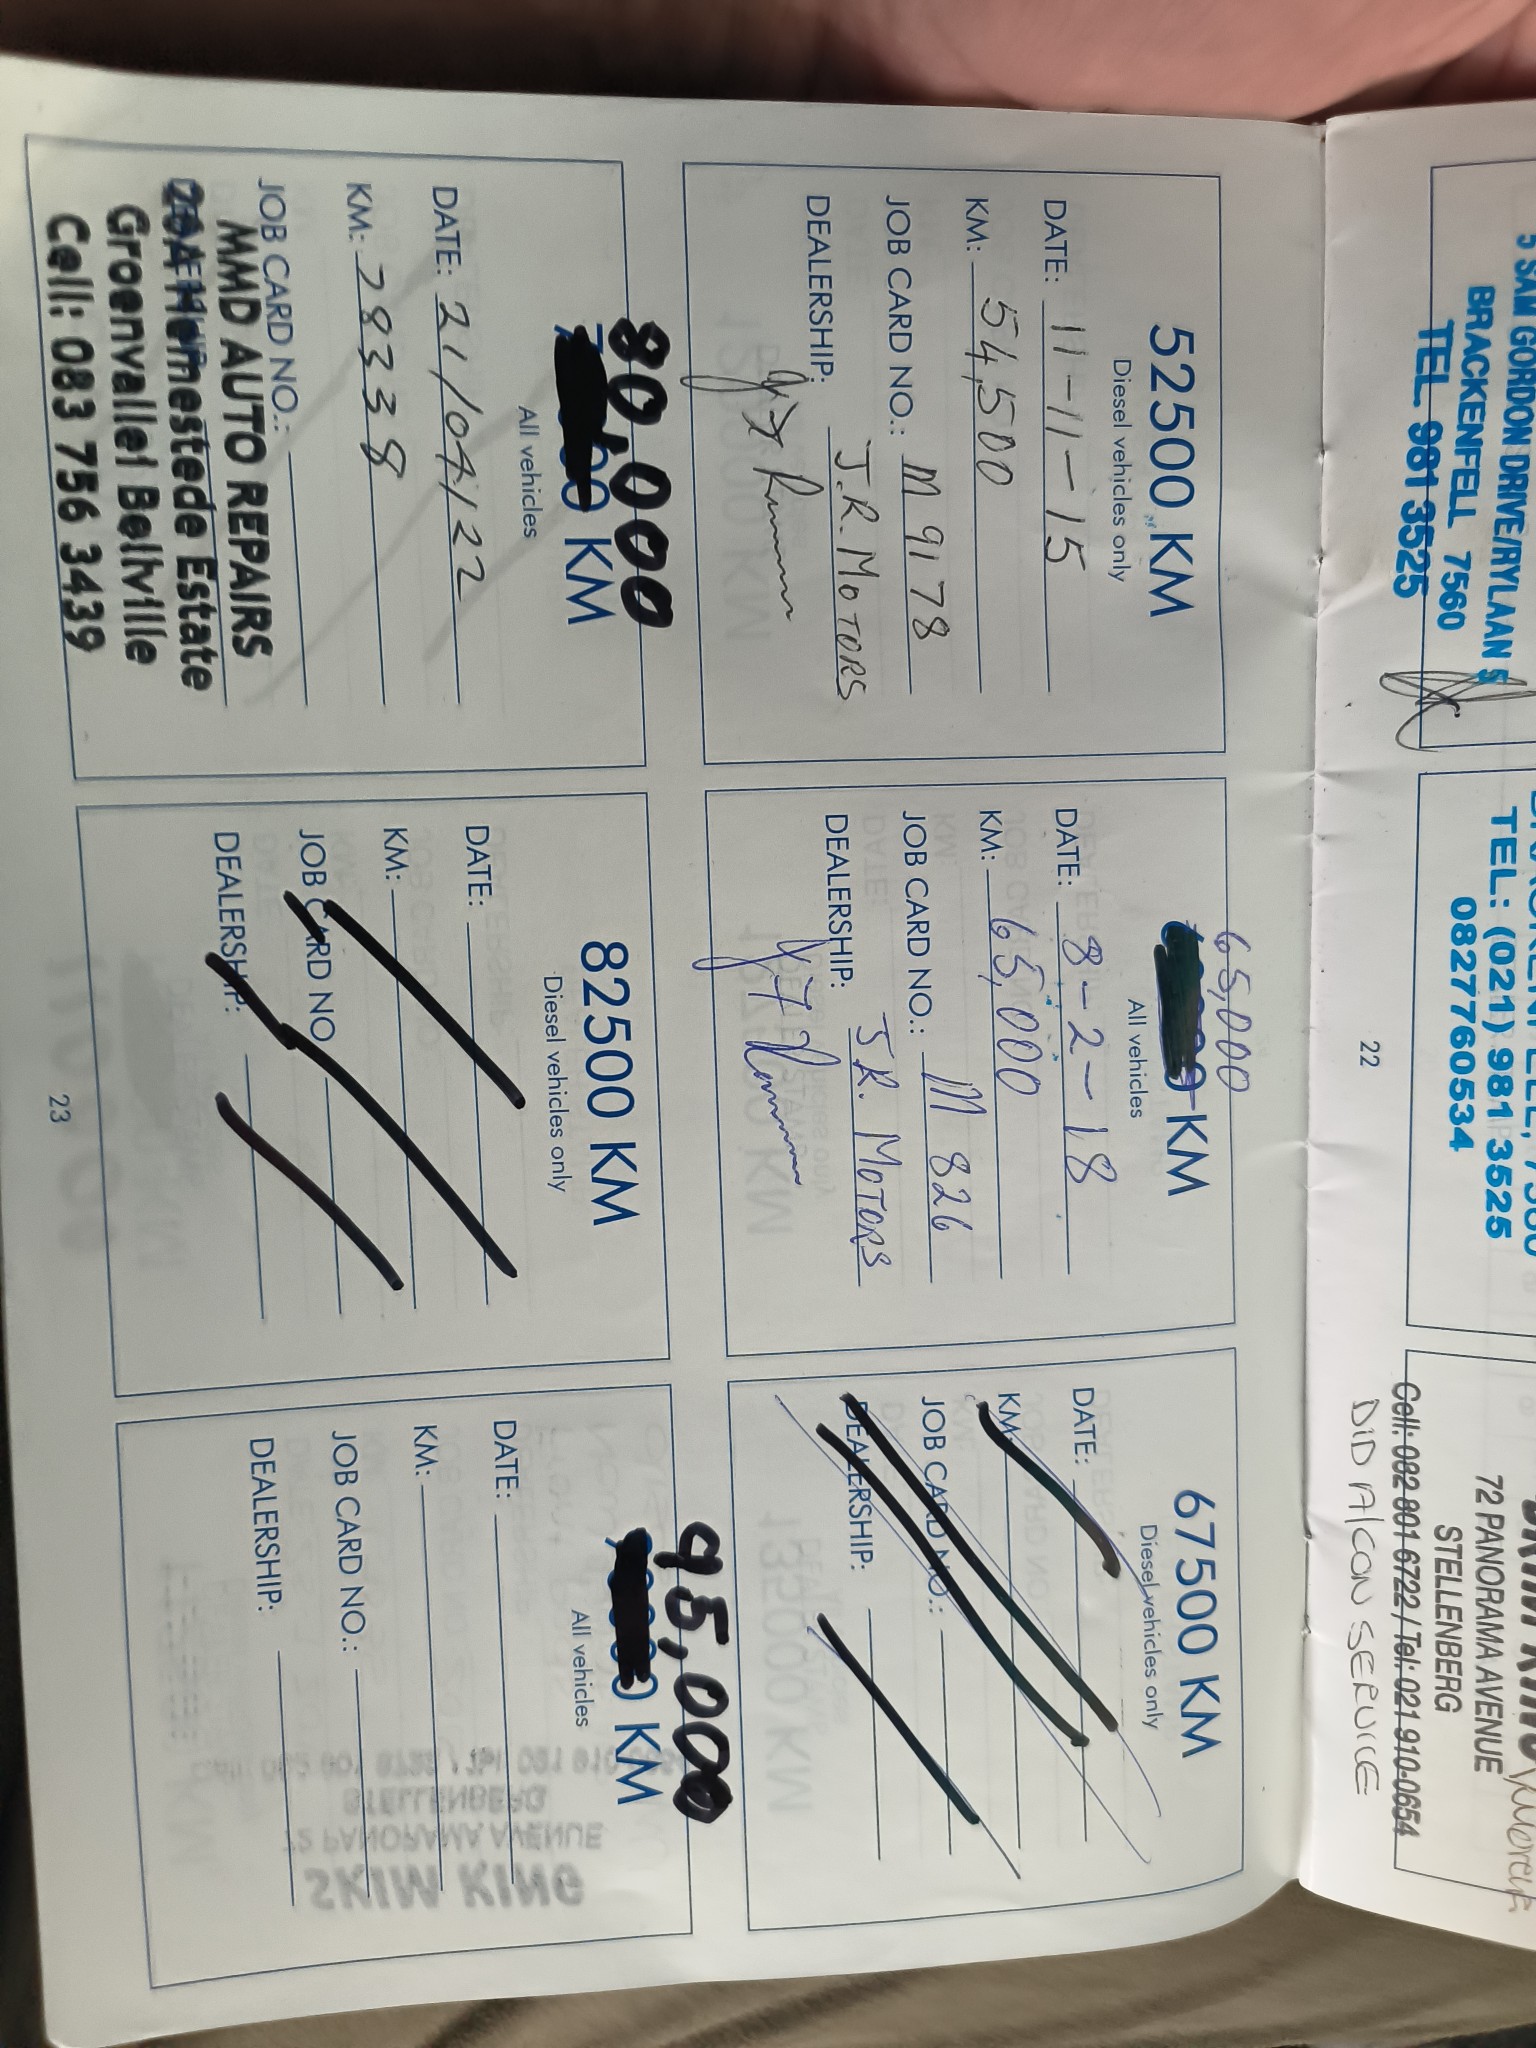 5 SAM GORDON DRIVE/RYLAAN 5
BRACKENFELL 7560
TEL. 981 3525
TEL.: (021) 981 3525
0827760534
72 PANORAMA AVENUE
STELLENBERG
Cell: 082 801 6722 / Tel: 021 910-0654
DID AIRCON SERVICE
22
52500 KM
Diesel vehicles only
DATE: 11-11-15
KM: 54,500
JOB CARD NO.: M 9178
DEALERSHIP: J.R. MOTORS
65,000
KM
All vehicles
DATE: 8-2-18
KM: 65,000
JOB CARD NO.: M 826
DEALERSHIP: J.R. MOTORS
67500 KM
Diesel vehicles only
DATE:
KM:
JOB CARD NO.:
DEALERSHIP:
80,000
KM
All vehicles
DATE: 21/04/22
KM: 78338
JOB CARD NO.:
MMD AUTO REPAIRS
Hemestede Estate
Groenvallei Bellville
Cell: 083 756 3439
82500 KM
Diesel vehicles only
DATE:
KM:
JOB CARD NO
DEALERSHIP:
95,000
KM
All vehicles
DATE:
KM:
JOB CARD NO.:
DEALERSHIP:
23